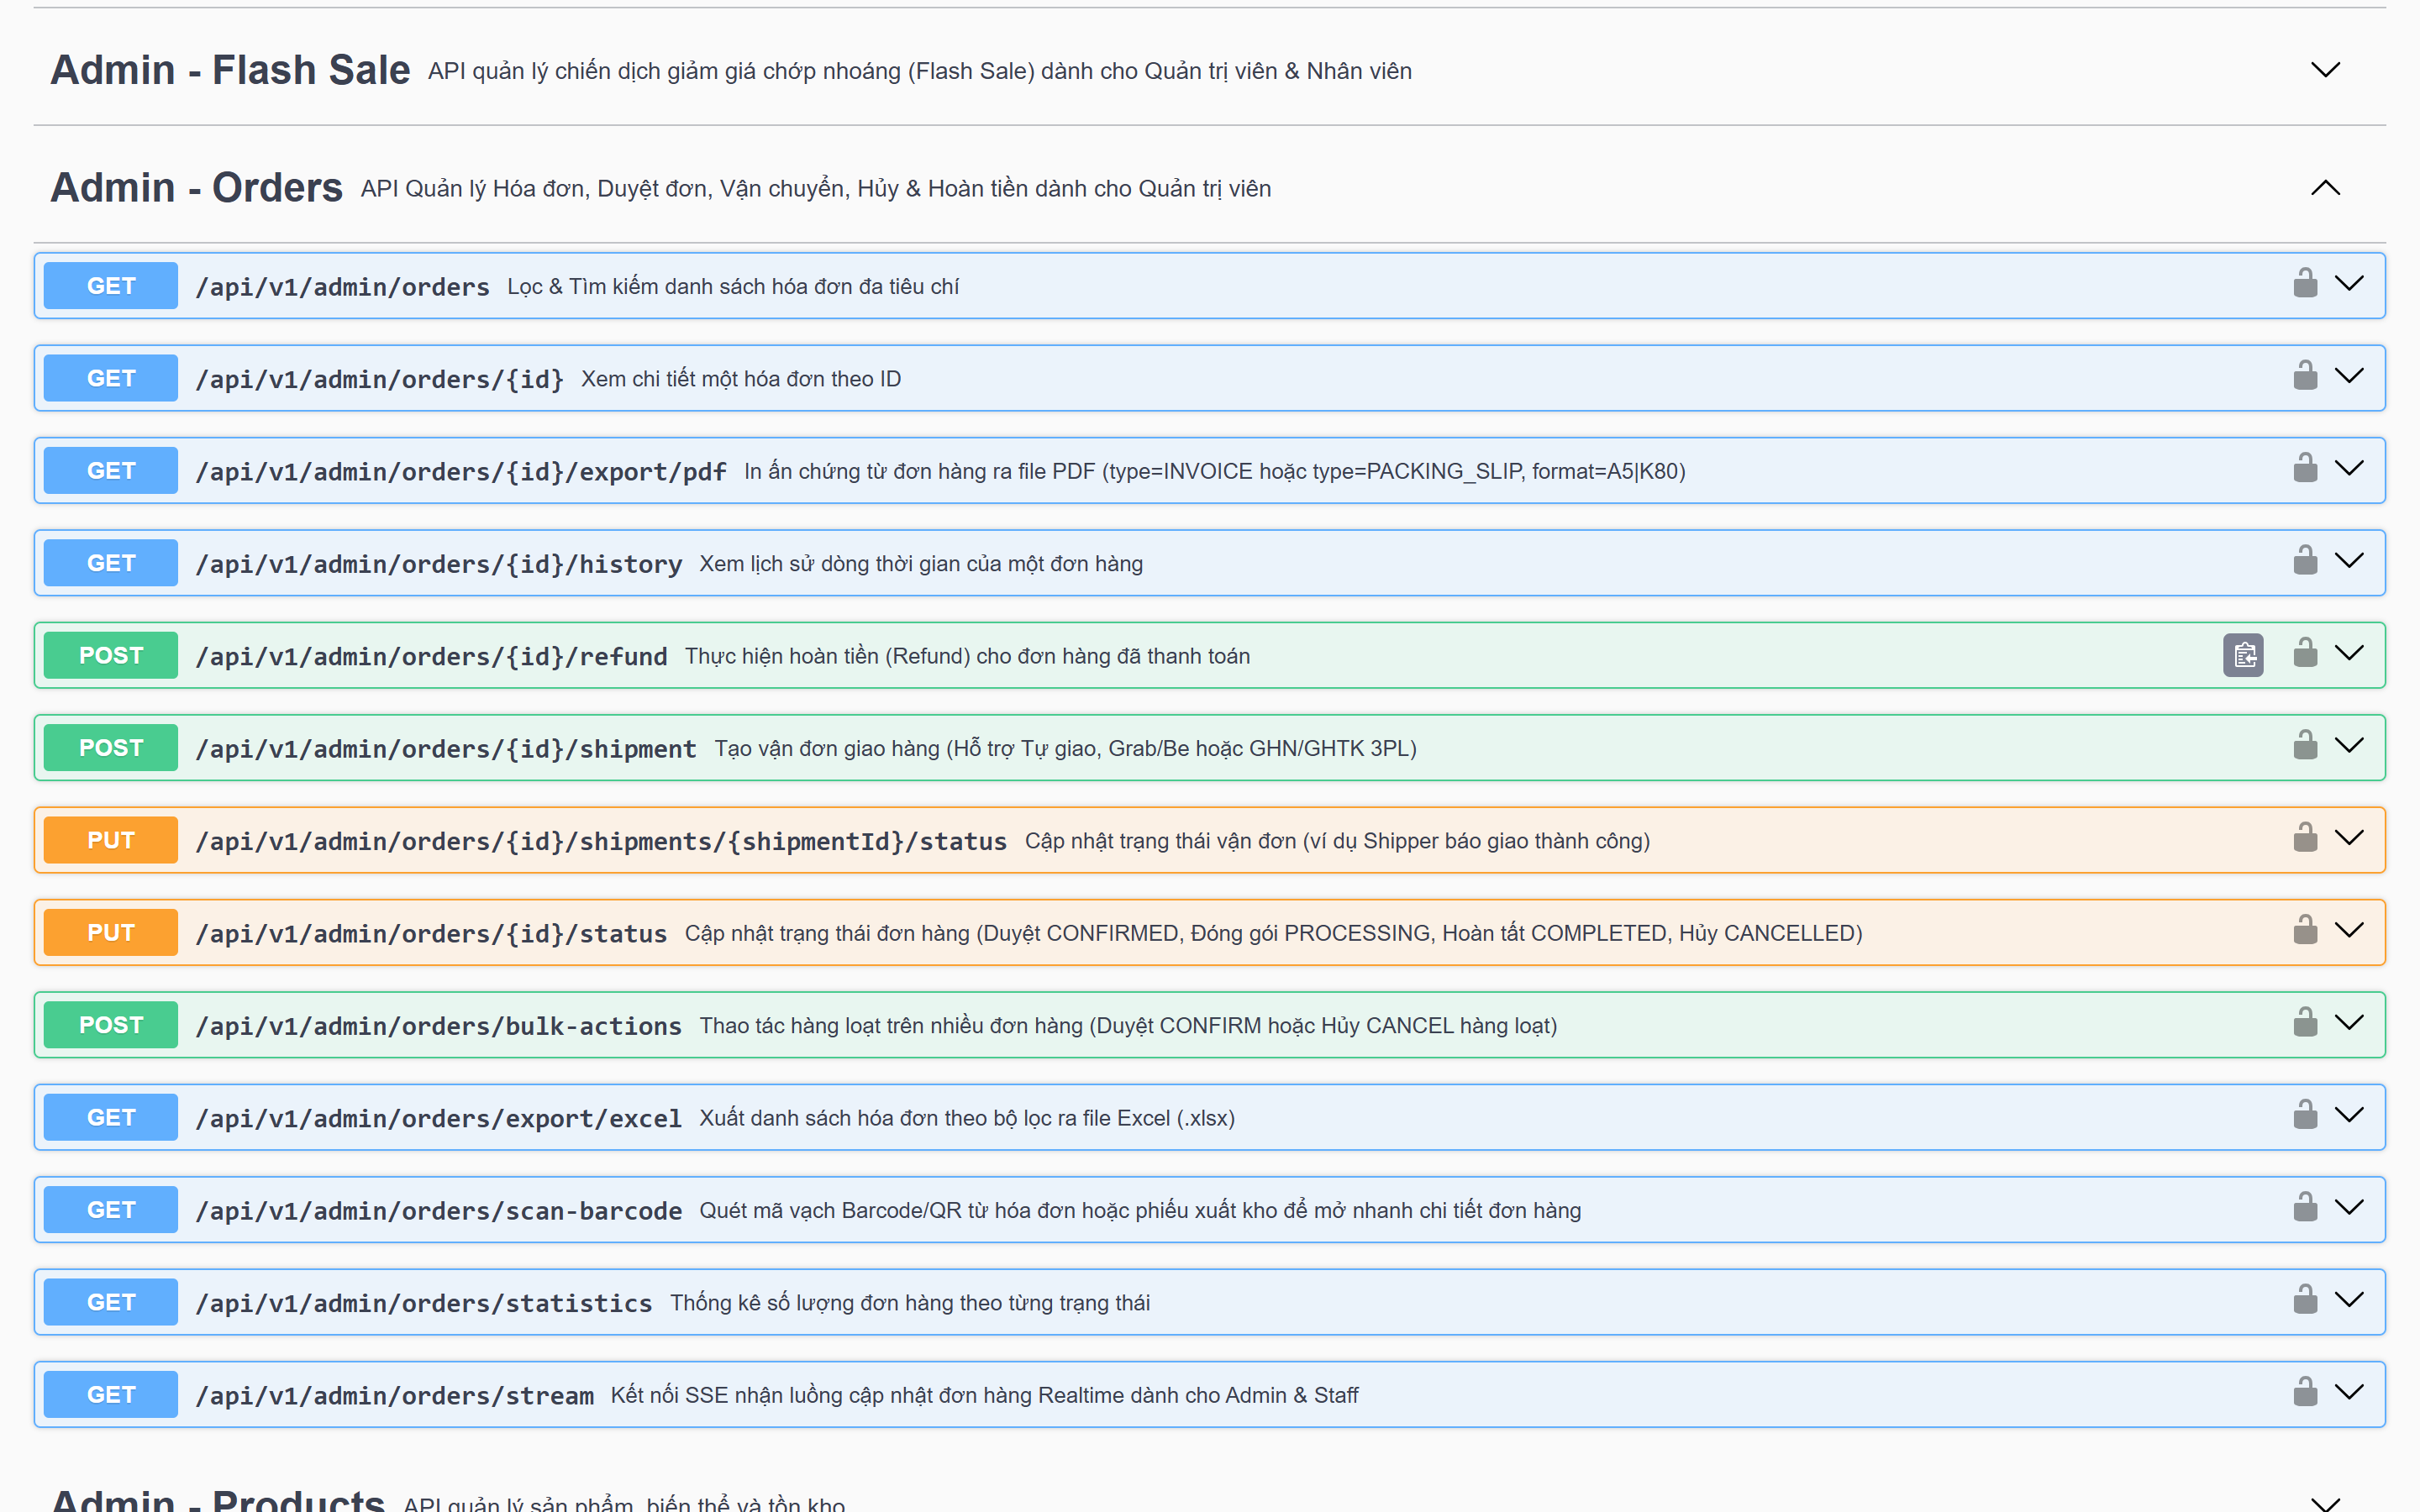 Admin - Flash Sale API quản lý chiến dịch giảm giá chớp nhoáng (Flash Sale) dành cho Quản trị viên & Nhân viên
Admin - Orders API Quản lý Hóa đơn, Duyệt đơn, Vận chuyển, Hủy & Hoàn tiền dành cho Quản trị viên
GET /api/v1/admin/orders Lọc & Tìm kiếm danh sách hóa đơn đa tiêu chí
GET /api/v1/admin/orders/{id} Xem chi tiết một hóa đơn theo ID
GET /api/v1/admin/orders/{id}/export/pdf In ấn chứng từ đơn hàng ra file PDF (type=INVOICE hoặc type=PACKING_SLIP, format=A5|K80)
GET /api/v1/admin/orders/{id}/history Xem lịch sử dòng thời gian của một đơn hàng
POST /api/v1/admin/orders/{id}/refund Thực hiện hoàn tiền (Refund) cho đơn hàng đã thanh toán
POST /api/v1/admin/orders/{id}/shipment Tạo vận đơn giao hàng (Hỗ trợ Tự giao, Grab/Be hoặc GHN/GHTK 3PL)
PUT /api/v1/admin/orders/{id}/shipments/{shipmentId}/status Cập nhật trạng thái vận đơn (ví dụ Shipper báo giao thành công)
PUT /api/v1/admin/orders/{id}/status Cập nhật trạng thái đơn hàng (Duyệt CONFIRMED, Đóng gói PROCESSING, Hoàn tất COMPLETED, Hủy CANCELLED)
POST /api/v1/admin/orders/bulk-actions Thao tác hàng loạt trên nhiều đơn hàng (Duyệt CONFIRM hoặc Hủy CANCEL hàng loạt)
GET /api/v1/admin/orders/export/excel Xuất danh sách hóa đơn theo bộ lọc ra file Excel (.xlsx)
GET /api/v1/admin/orders/scan-barcode Quét mã vạch Barcode/QR từ hóa đơn hoặc phiếu xuất kho để mở nhanh chi tiết đơn hàng
GET /api/v1/admin/orders/statistics Thống kê số lượng đơn hàng theo từng trạng thái
GET /api/v1/admin/orders/stream Kết nối SSE nhận luồng cập nhật đơn hàng Realtime dành cho Admin & Staff
Admin - Products API quản lý sản phẩm, biến thể và tồn kho